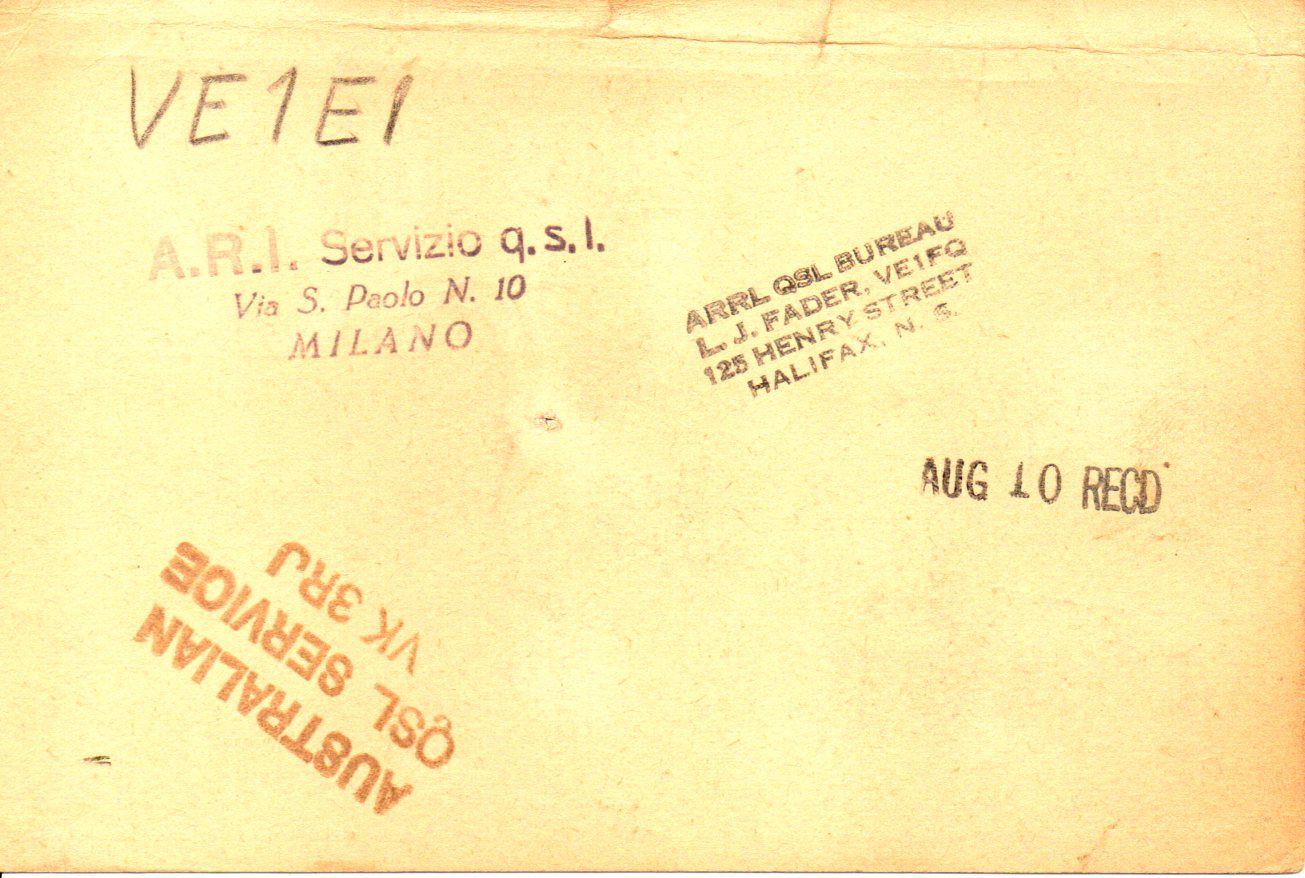 VE1EI
A.R.I. Servizio q.s.l.
Via S. Paolo N. 10
MILANO
ARRL QSL BUREAU
L. J. FADER, VE1FQ
125 HENRY STREET
HALIFAX, N. S.
AUG 10 RECD
AUSTRALIAN
QSL SERVICE
VK 3RJ